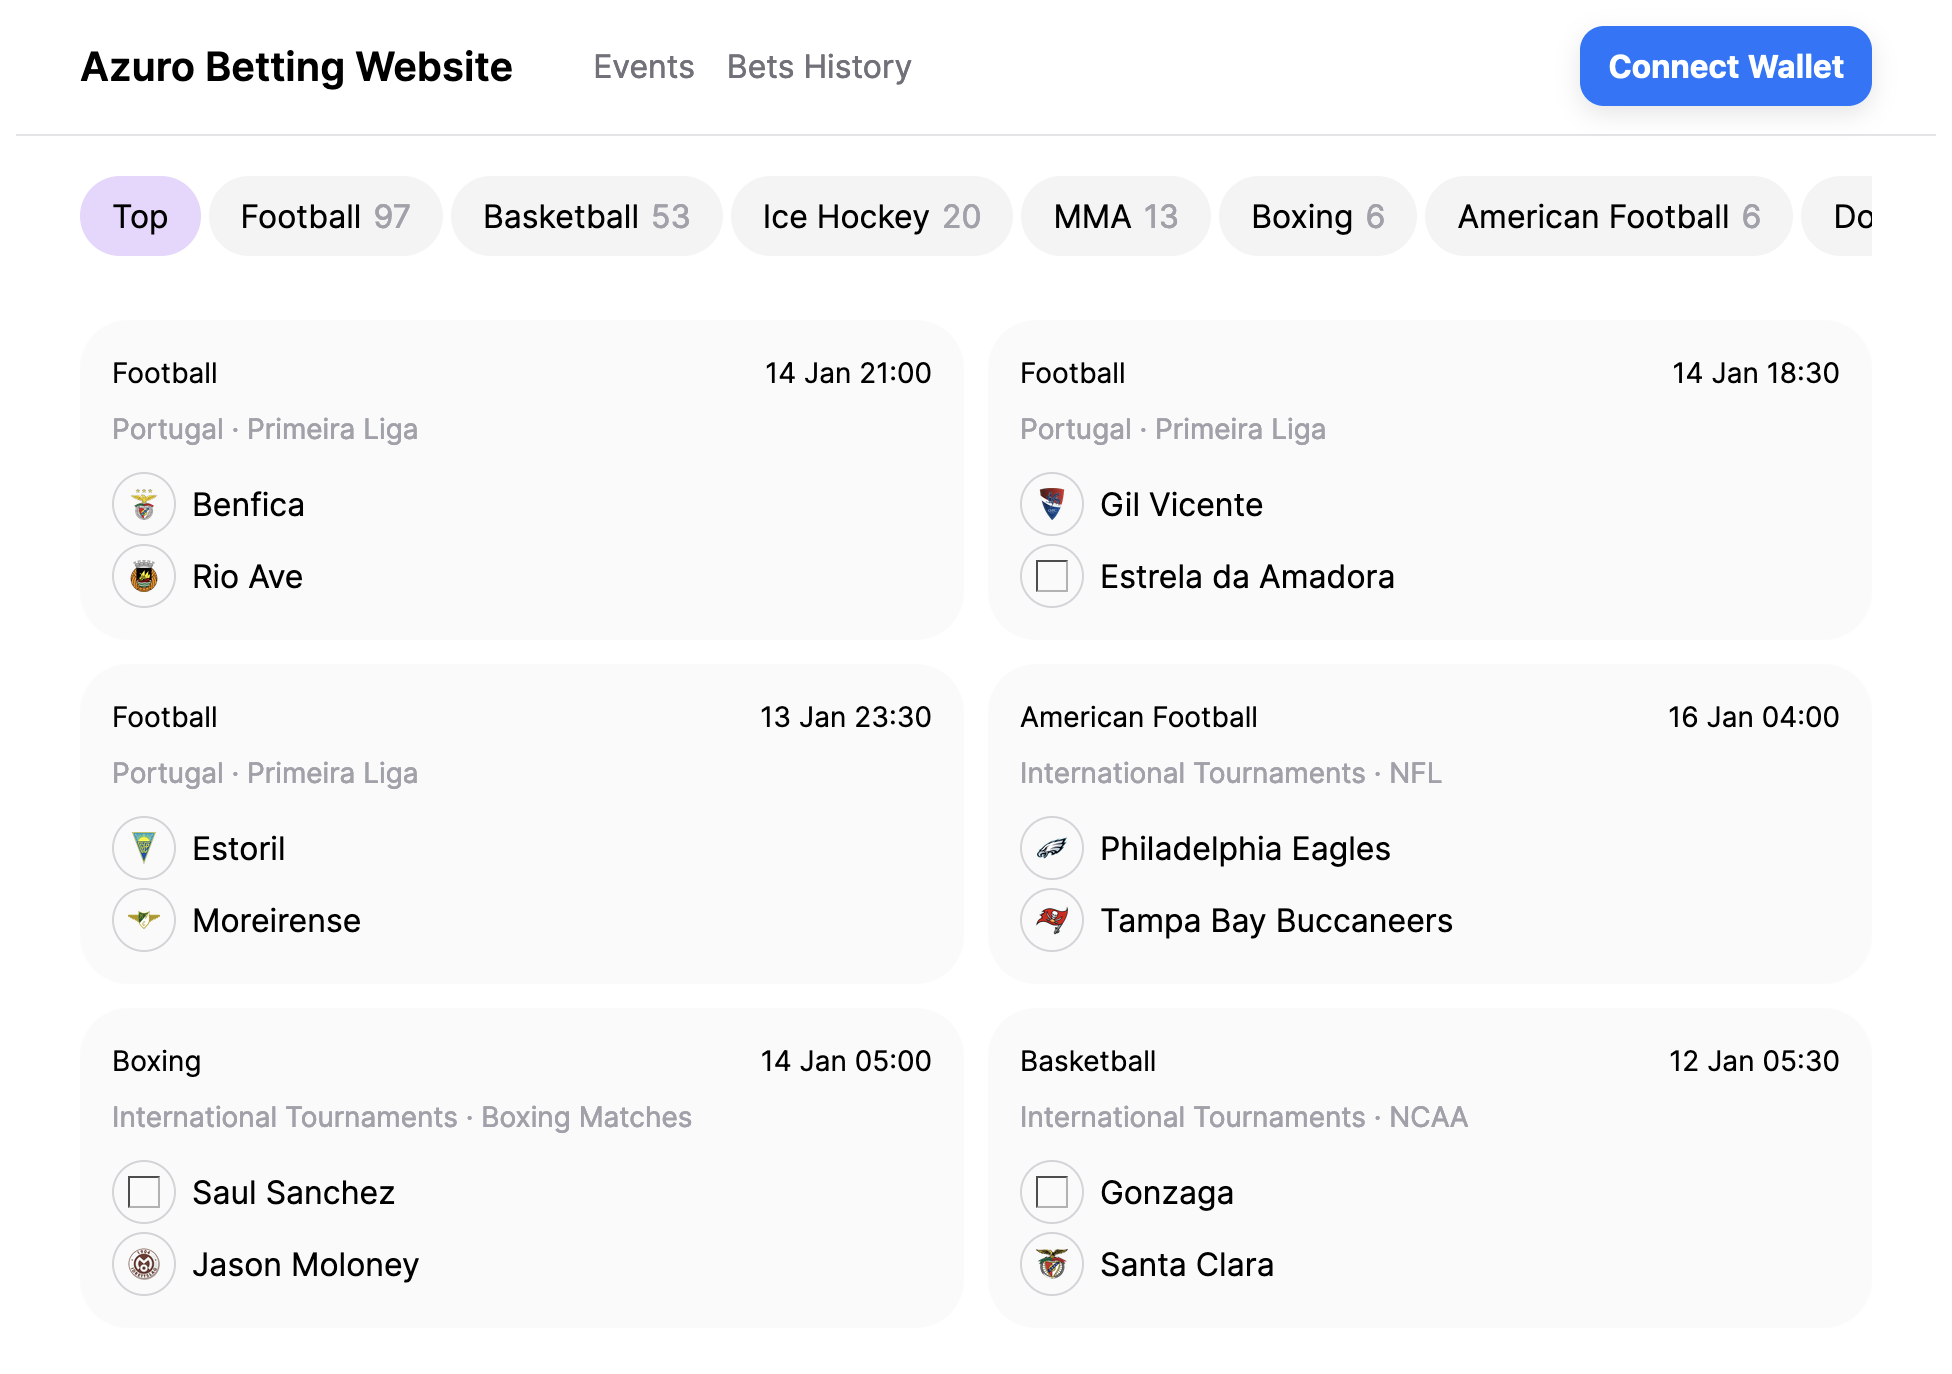 Azuro Betting Website Events Bets History Connect Wallet
Top Football 97 Basketball 53 Ice Hockey 20 MMA 13 Boxing 6 American Football 6 Do
Football 14 Jan 21:00
Portugal · Primeira Liga
Benfica
Rio Ave
Football 14 Jan 18:30
Portugal · Primeira Liga
Gil Vicente
Estrela da Amadora
Football 13 Jan 23:30
Portugal · Primeira Liga
Estoril
Moreirense
American Football 16 Jan 04:00
International Tournaments · NFL
Philadelphia Eagles
Tampa Bay Buccaneers
Boxing 14 Jan 05:00
International Tournaments · Boxing Matches
Saul Sanchez
Jason Moloney
Basketball 12 Jan 05:30
International Tournaments · NCAA
Gonzaga
Santa Clara